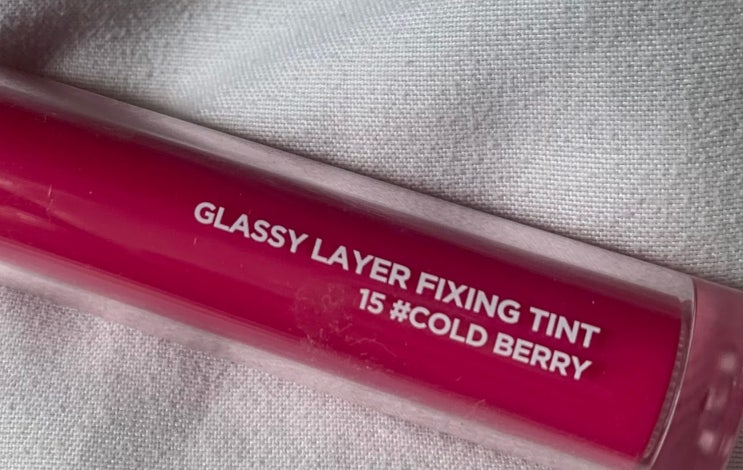 GLASSY LAYER FIXING TINT
15 #COLD BERRY